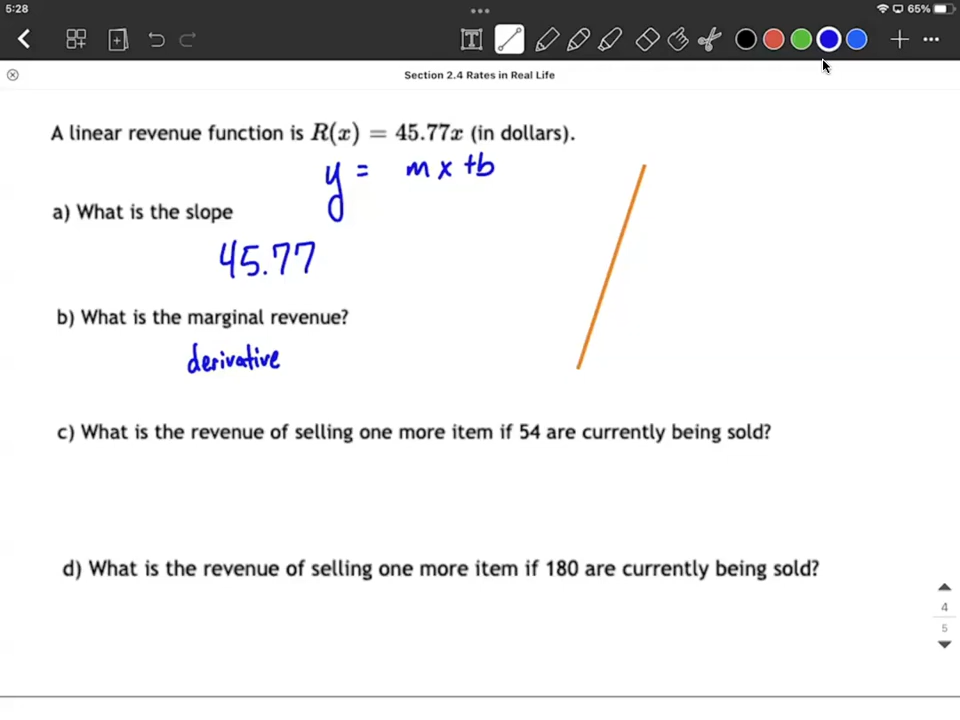 5:28
65%
Section 2.4 Rates in Real Life
A linear revenue function is R(x) = 45.77x (in dollars).
y = mx+b
a) What is the slope
45.77
b) What is the marginal revenue?
derivative
c) What is the revenue of selling one more item if 54 are currently being sold?
d) What is the revenue of selling one more item if 180 are currently being sold?
4
5